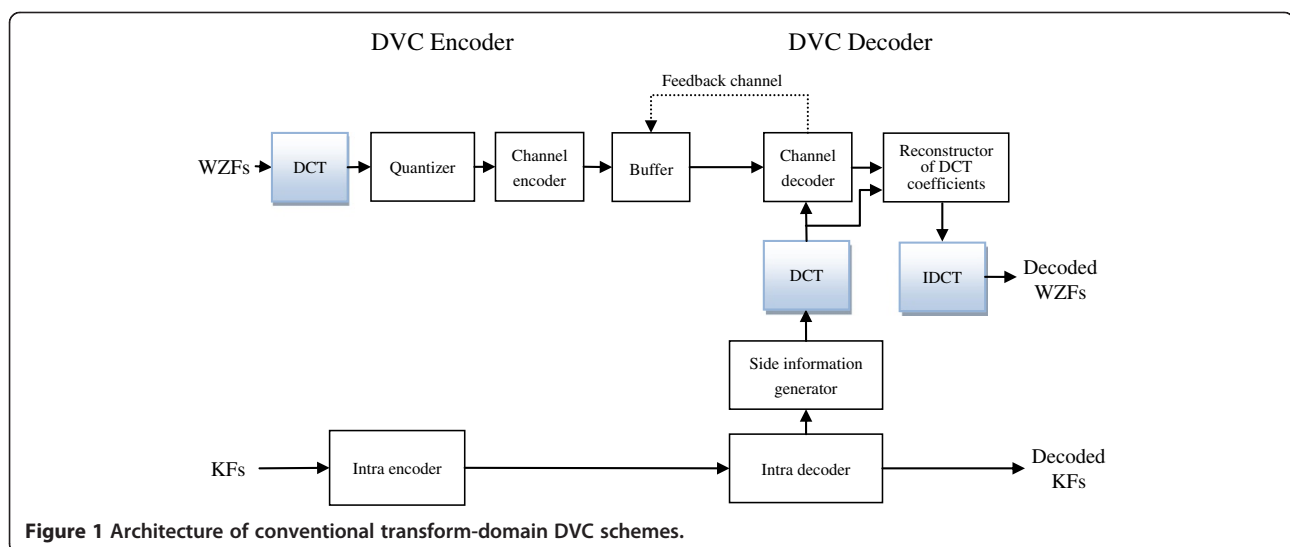 DVC Encoder
DVC Decoder
Feedback channel
WZFs
DCT
Quantizer
Channel
encoder
Buffer
Channel
decoder
Reconstructor
of DCT
coefficients
DCT
IDCT
Decoded
WZFs
Side information
generator
KFs
Intra encoder
Intra decoder
Decoded
KFs
Figure 1 Architecture of conventional transform-domain DVC schemes.